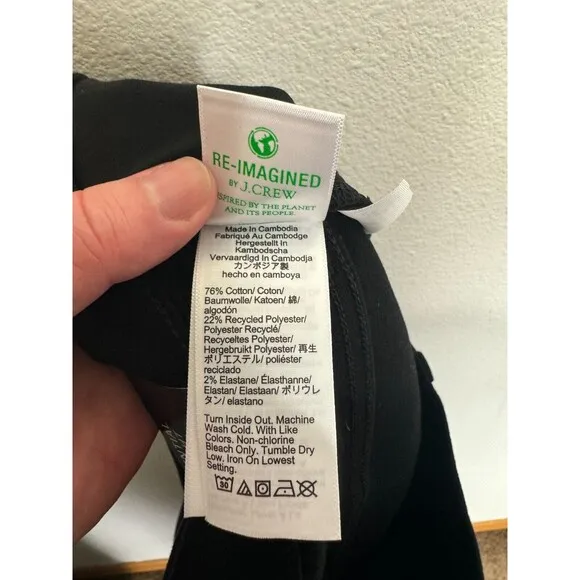 RE-IMAGINED
BY J.CREW
INSPIRED BY THE PLANET
AND ITS PEOPLE
Made In Cambodia
Fabriqué Au Cambodge
Hergestellt In
Kambodscha
Vervaardigd In Cambodja
カンボジア製
hecho en camboya
76% Cotton/ Coton/
Baumwolle/ Katoen/ 綿/
algodón
22% Recycled Polyester/
Polyester Recyclé/
Recyceltes Polyester/
Hergebruikt Polyester/ 再生
ポリエステル/ poliéster
reciclado
2% Elastane/ Élasthanne/
Elastan/ Elastaan/ ポリウレ
タン/ elastano
Turn Inside Out. Machine
Wash Cold. With Like
Colors. Non-chlorine
Bleach Only. Tumble Dry
Low. Iron On Lowest
Setting.
30